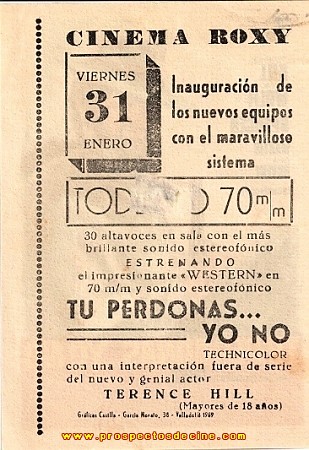 CINEMA ROXY
VIERNES
31
ENERO
Inauguración de
los nuevos equipos
con el maravilloso
sistema
70 m/m
30 altavoces en sala con el más
brillante sonido estereofónico
ESTRENANDO
el impresionante «WESTERN» en
70 m/m y sonido estereofónico
TU PERDONAS...
YO NO
TECHNICOLOR
con una interpretación fuera de serie
del nuevo y genial actor
TERENCE HILL
(Mayores de 18 años)
Gráficas Castilla - García Morato, 38 - Valladolid 1969
www.prospectosdecine.com